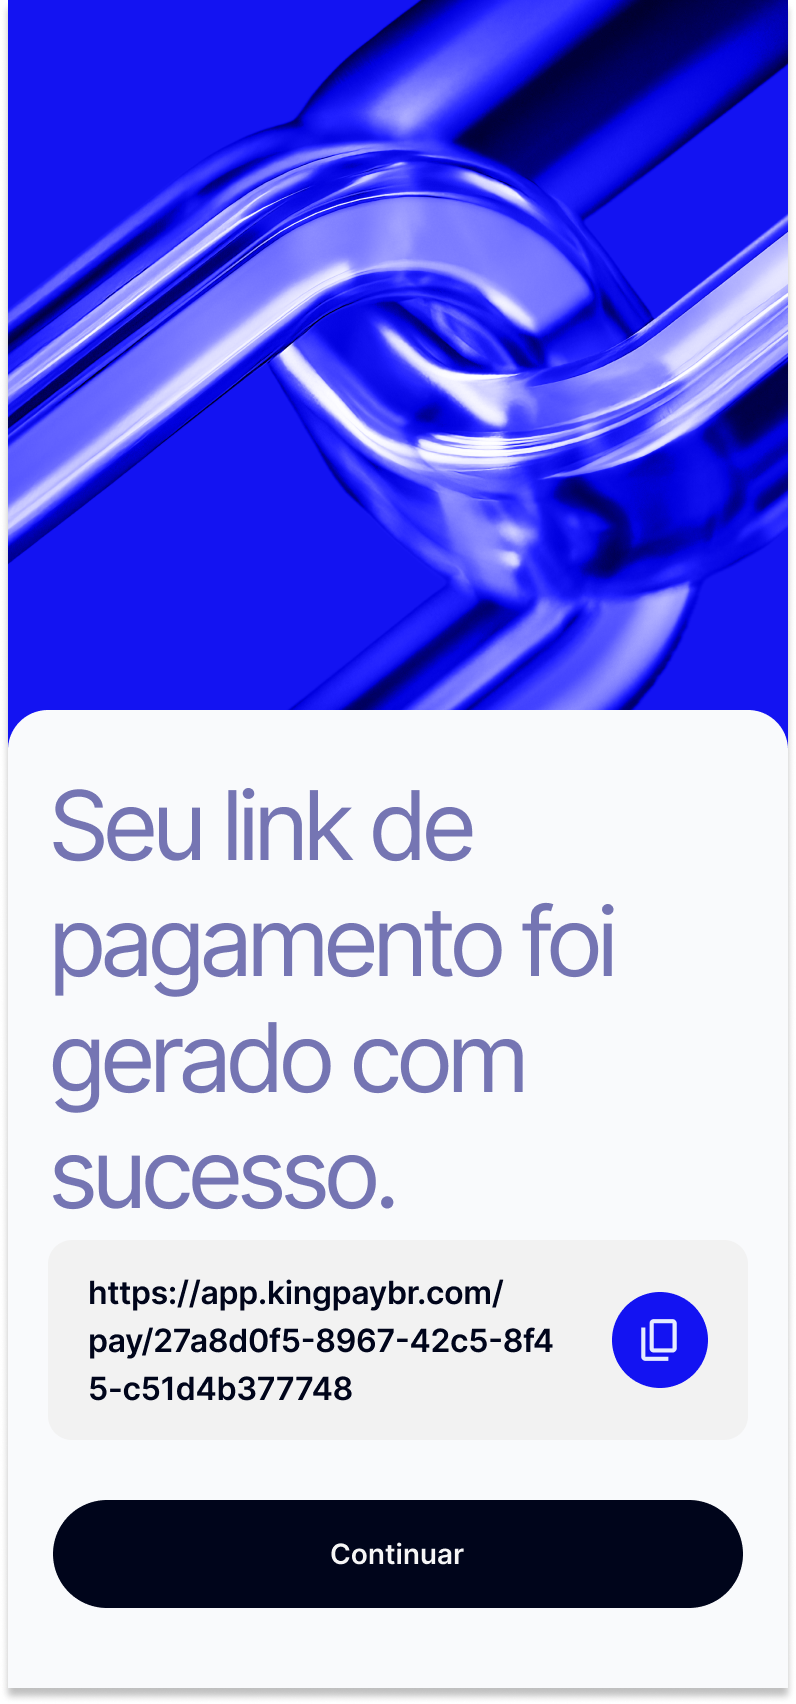 Seu link de
pagamento foi
gerado com
sucesso.
https://app.kingpaybr.com/
pay/27a8d0f5-8967-42c5-8f4
5-c51d4b377748
Continuar